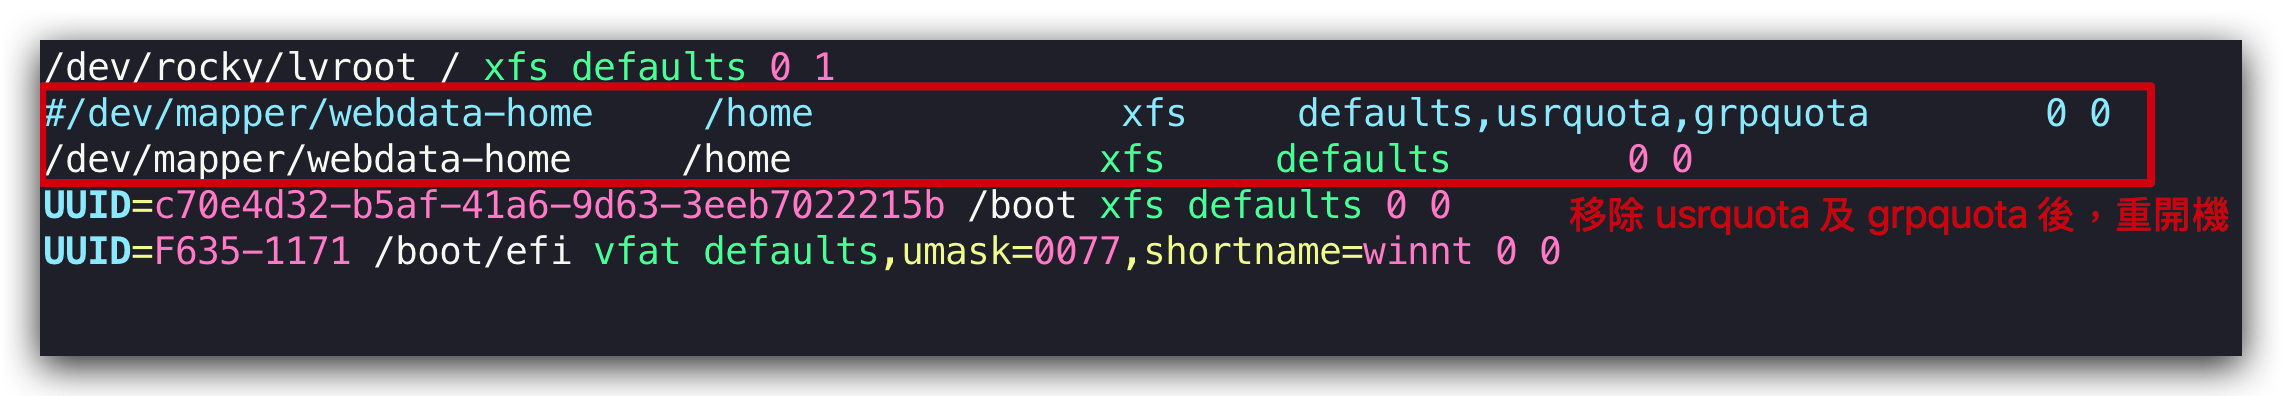 /dev/rocky/lvroot / xfs defaults 0 1
#/dev/mapper/webdata-home /home xfs defaults,usrquota,grpquota 0 0
/dev/mapper/webdata-home /home xfs defaults 0 0
UUID=c70e4d32-b5af-41a6-9d63-3eeb7022215b /boot xfs defaults 0 0
移除 usrquota 及 grpquota 後，重開機
UUID=F635-1171 /boot/efi vfat defaults,umask=0077,shortname=winnt 0 0